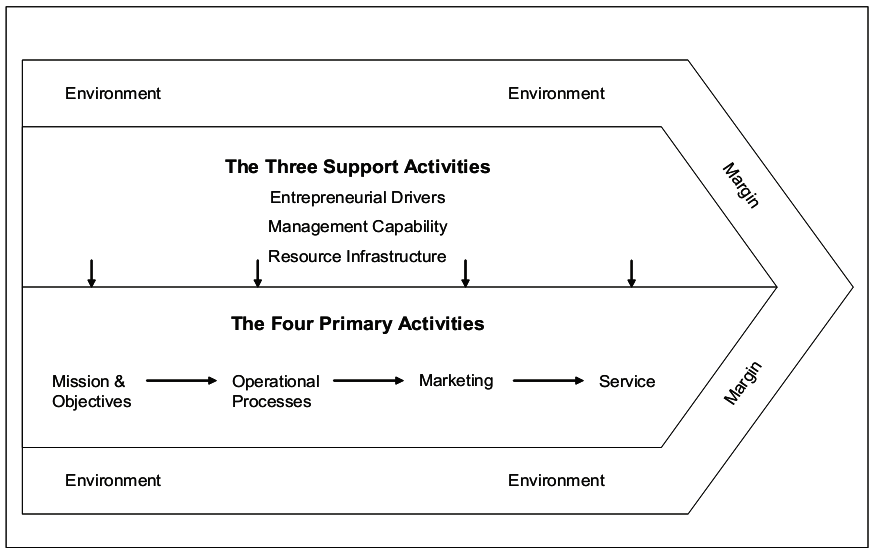 Environment Environment
The Three Support Activities
Entrepreneurial Drivers
Management Capability
Resource Infrastructure
Margin
The Four Primary Activities
Mission &
Objectives
Operational
Processes
Marketing
Service
Margin
Environment Environment